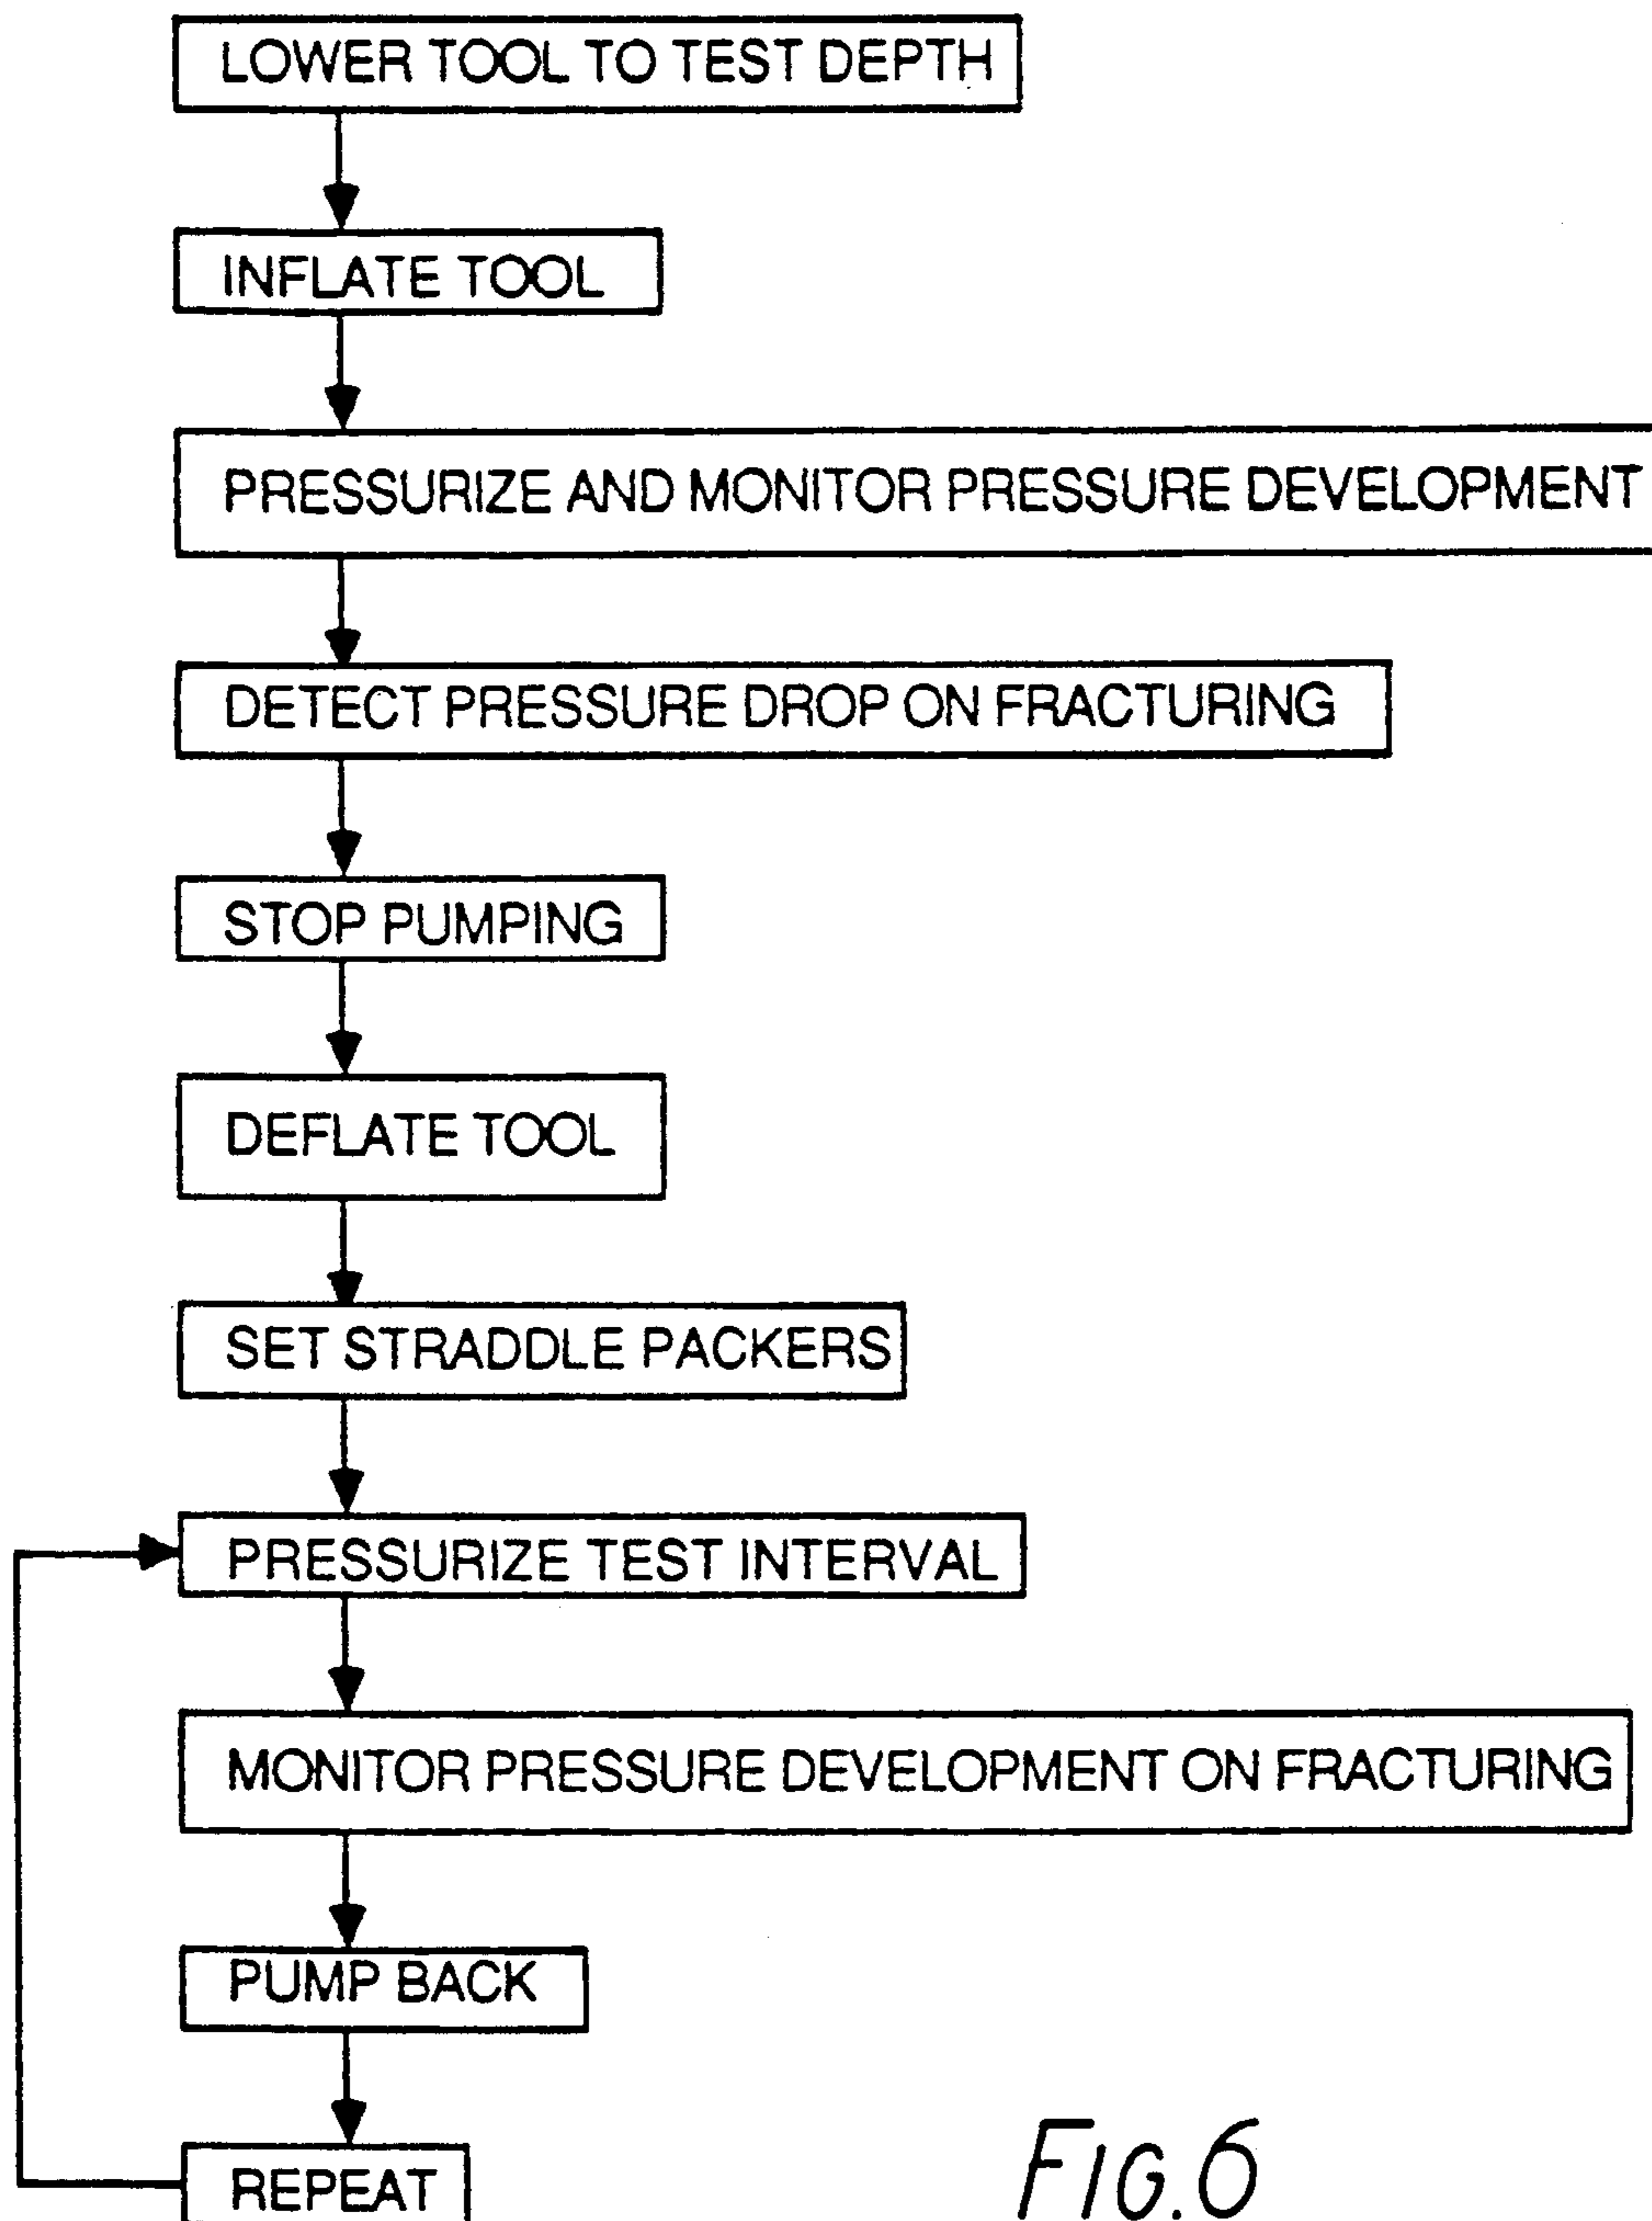 LOWER TOOL TO TEST DEPTH
INFLATE TOOL
PRESSURIZE AND MONITOR PRESSURE DEVELOPMENT
DETECT PRESSURE DROP ON FRACTURING
STOP PUMPING
DEFLATE TOOL
SET STRADDLE PACKERS
PRESSURIZE TEST INTERVAL
MONITOR PRESSURE DEVELOPMENT ON FRACTURING
PUMP BACK
REPEAT
FIG.6